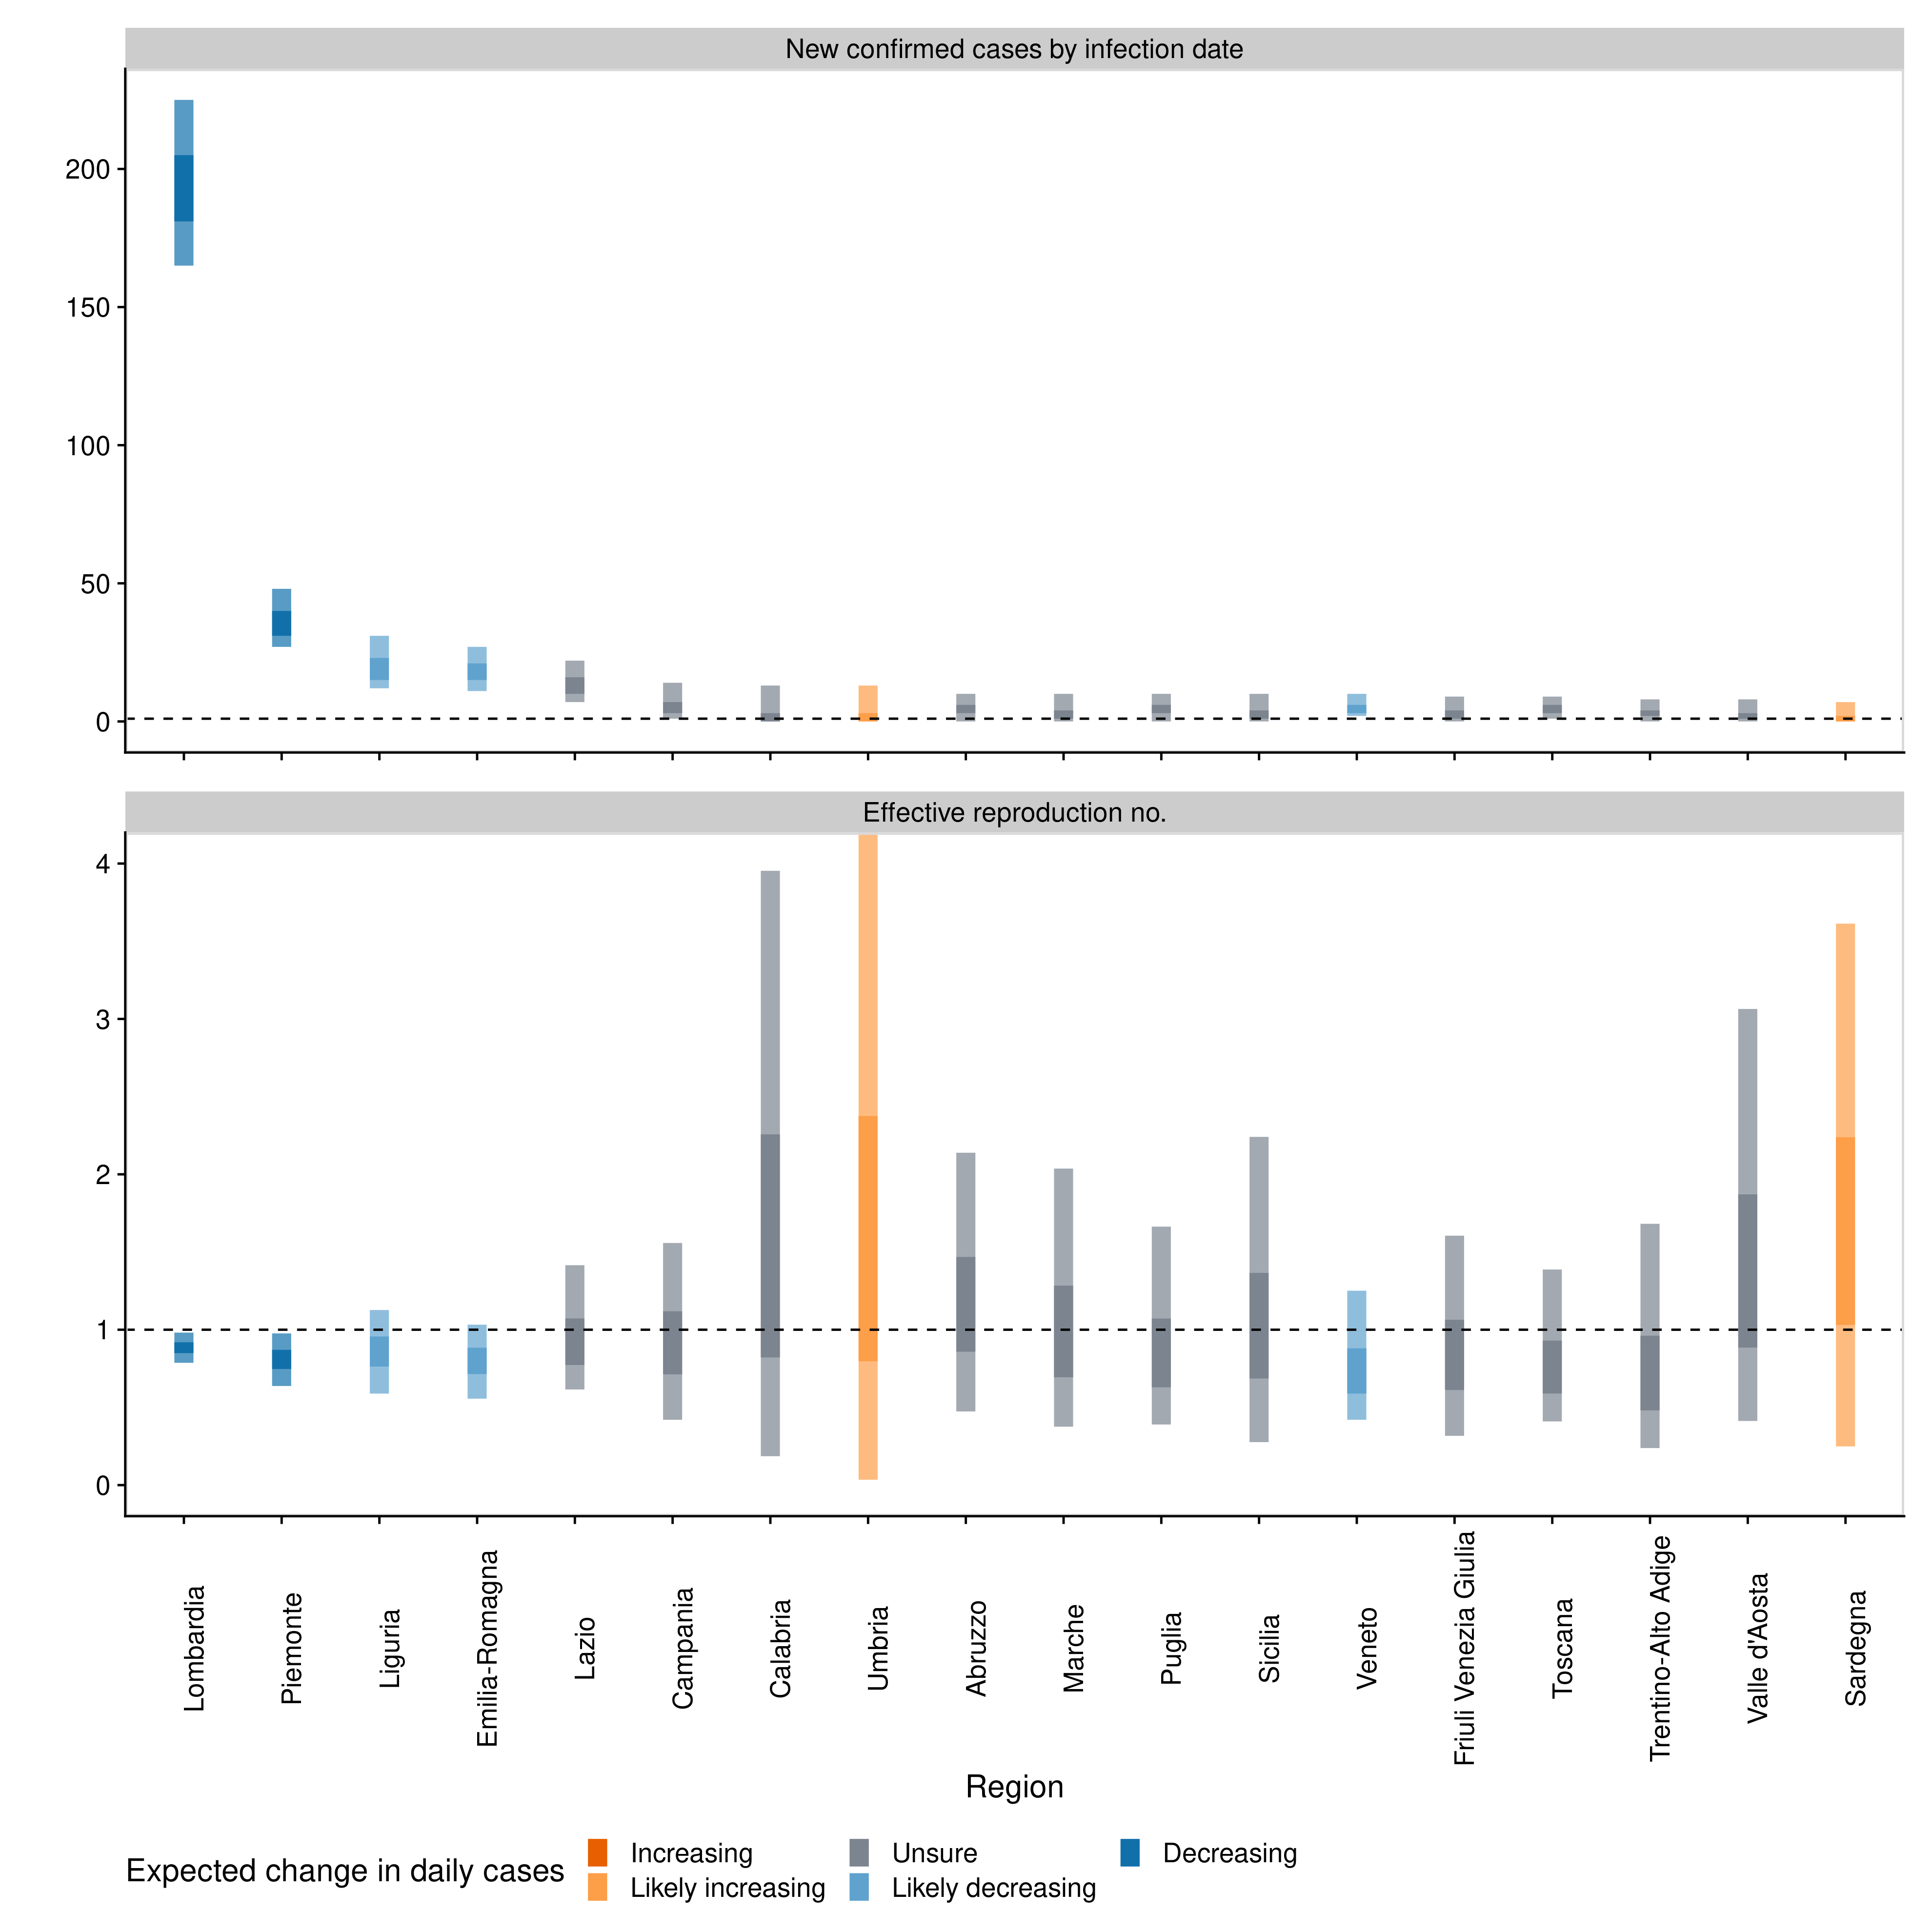 New confirmed cases by infection date
200
150
100
50
0
Effective reproduction no.
4
3
2
1
0
Lombardia
Piemonte
Liguria
Emilia-Romagna
Lazio
Campania
Calabria
Umbria
Abruzzo
Marche
Puglia
Sicilia
Veneto
Friuli Venezia Giulia
Toscana
Trentino-Alto Adige
Valle d'Aosta
Sardegna
Region
Expected change in daily cases
Increasing
Likely increasing
Unsure
Likely decreasing
Decreasing